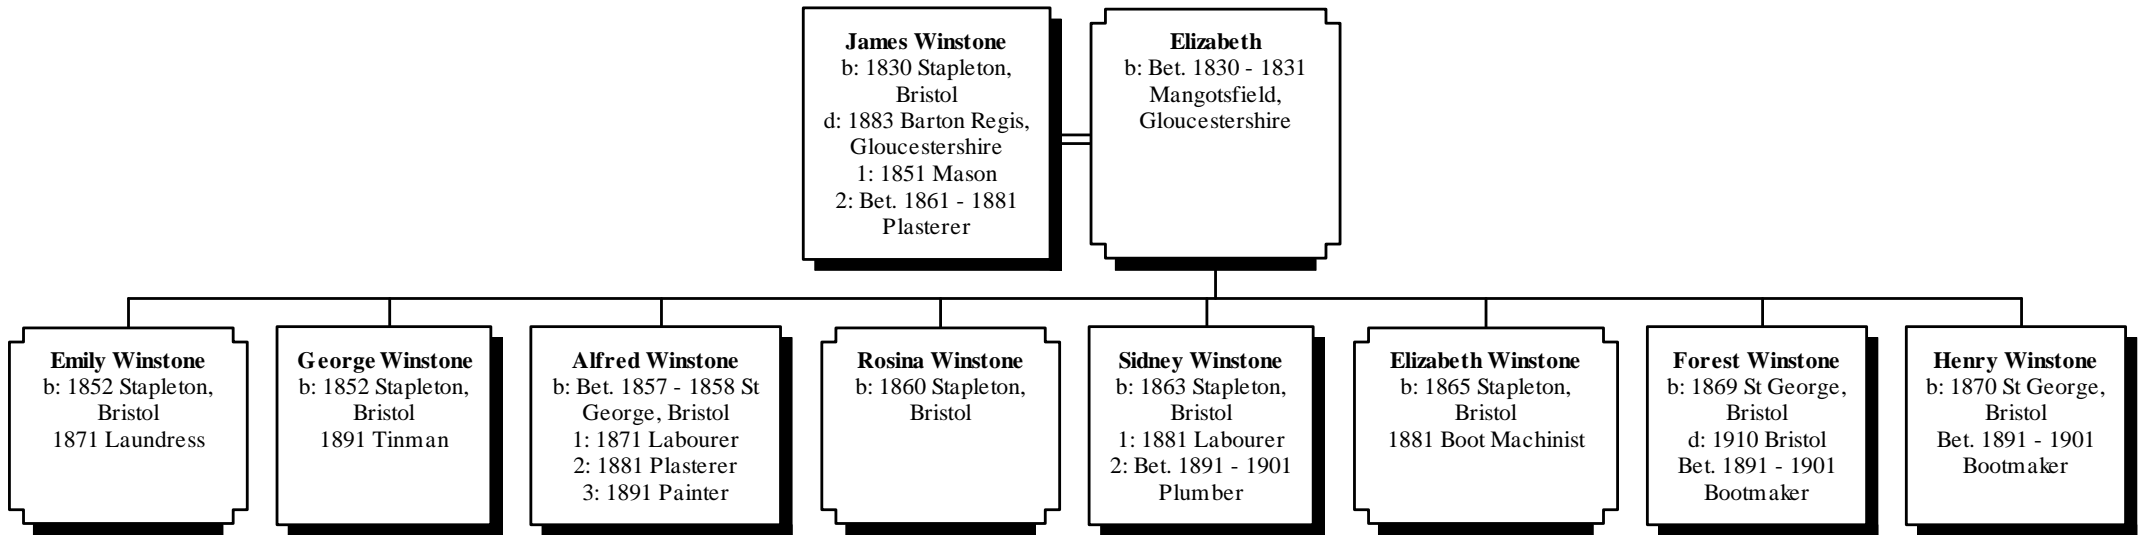 James Winstone
b: 1830 Stapleton,
Bristol
d: 1883 Barton Regis,
Gloucestershire
1: 1851 Mason
2: Bet. 1861 - 1881
Plasterer
Elizabeth
b: Bet. 1830 - 1831
Mangotsfield,
Gloucestershire
Emily Winstone
b: 1852 Stapleton,
Bristol
1871 Laundress
George Winstone
b: 1852 Stapleton,
Bristol
1891 Tinman
Alfred Winstone
b: Bet. 1857 - 1858 St
George, Bristol
1: 1871 Labourer
2: 1881 Plasterer
3: 1891 Painter
Rosina Winstone
b: 1860 Stapleton,
Bristol
Sidney Winstone
b: 1863 Stapleton,
Bristol
1: 1881 Labourer
2: Bet. 1891 - 1901
Plumber
Elizabeth Winstone
b: 1865 Stapleton,
Bristol
1881 Boot Machinist
Forest Winstone
b: 1869 St George,
Bristol
d: 1910 Bristol
Bet. 1891 - 1901
Bootmaker
Henry Winstone
b: 1870 St George,
Bristol
Bet. 1891 - 1901
Bootmaker